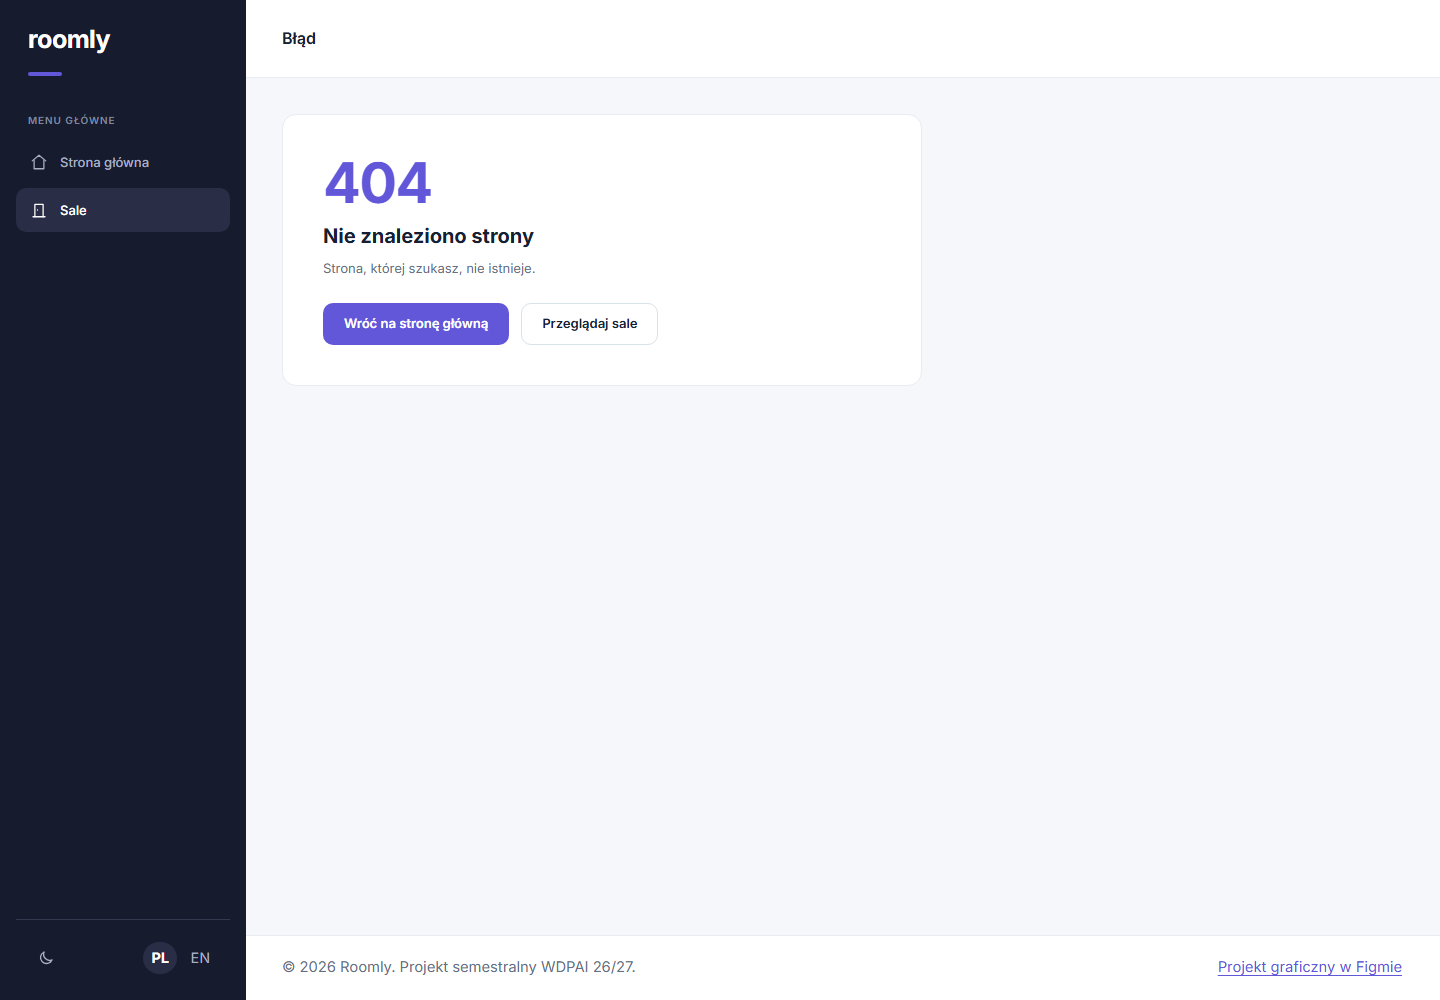 roomly
MENU GŁÓWNE
Strona główna
Sale
PL EN
Błąd
404
Nie znaleziono strony
Strona, której szukasz, nie istnieje.
Wróć na stronę główną Przeglądaj sale
© 2026 Roomly. Projekt semestralny WDPAI 26/27. Projekt graficzny w Figmie